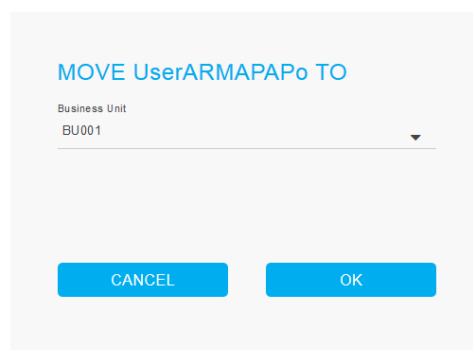 MOVE UserARMAPAPo TO
Business Unit
BU001
CANCEL
OK